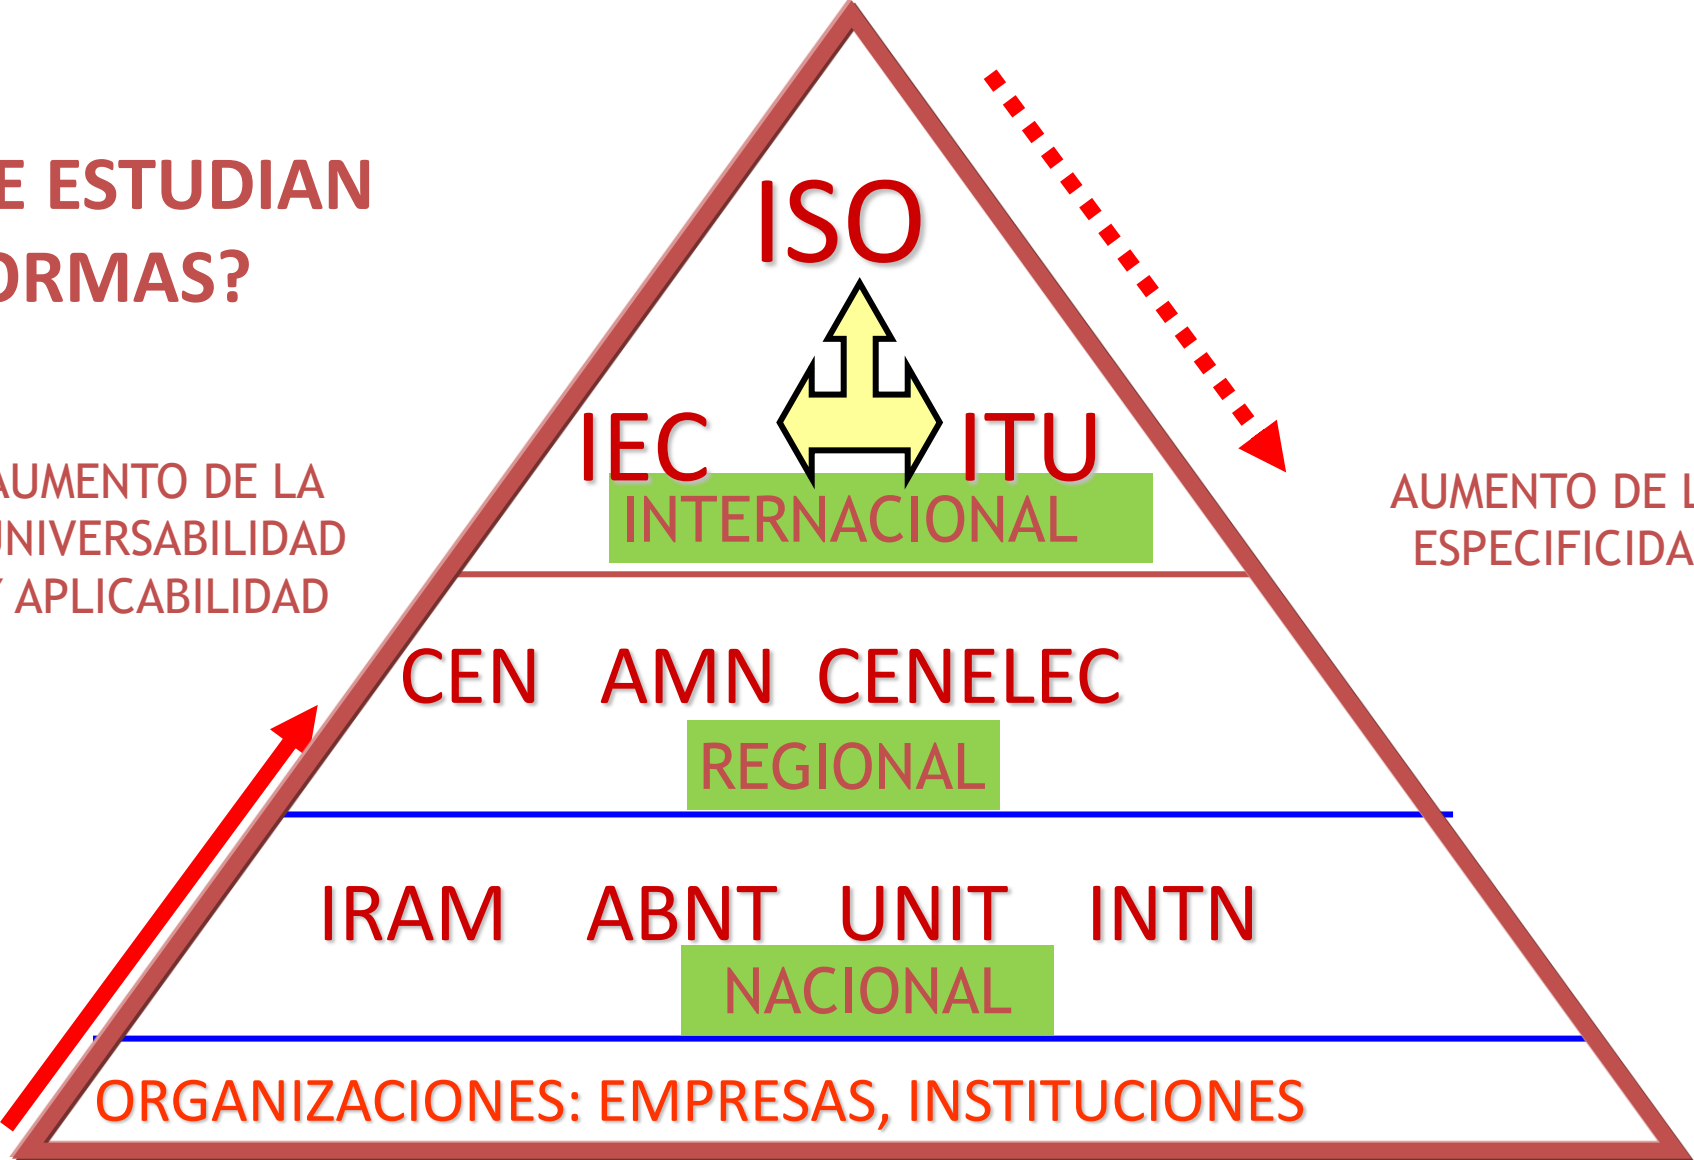 E ESTUDIAN
ORMAS?
ISO
IEC ITU
INTERNACIONAL
AUMENTO DE LA
UNIVERSABILIDAD
Y APLICABILIDAD
AUMENTO DE L
ESPECIFICIDA
CEN AMN CENELEC
REGIONAL
IRAM ABNT UNIT INTN
NACIONAL
ORGANIZACIONES: EMPRESAS, INSTITUCIONES